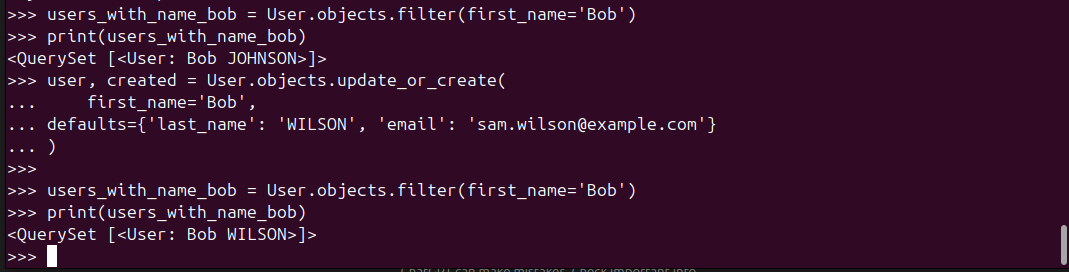 >>> users_with_name_bob = User.objects.filter(first_name='Bob')
>>> print(users_with_name_bob)
<QuerySet [<User: Bob JOHNSON>]>
>>> user, created = User.objects.update_or_create(
...     first_name='Bob',
... defaults={'last_name': 'WILSON', 'email': 'sam.wilson@example.com'}
... )
>>>
>>> users_with_name_bob = User.objects.filter(first_name='Bob')
>>> print(users_with_name_bob)
<QuerySet [<User: Bob WILSON>]>
>>>